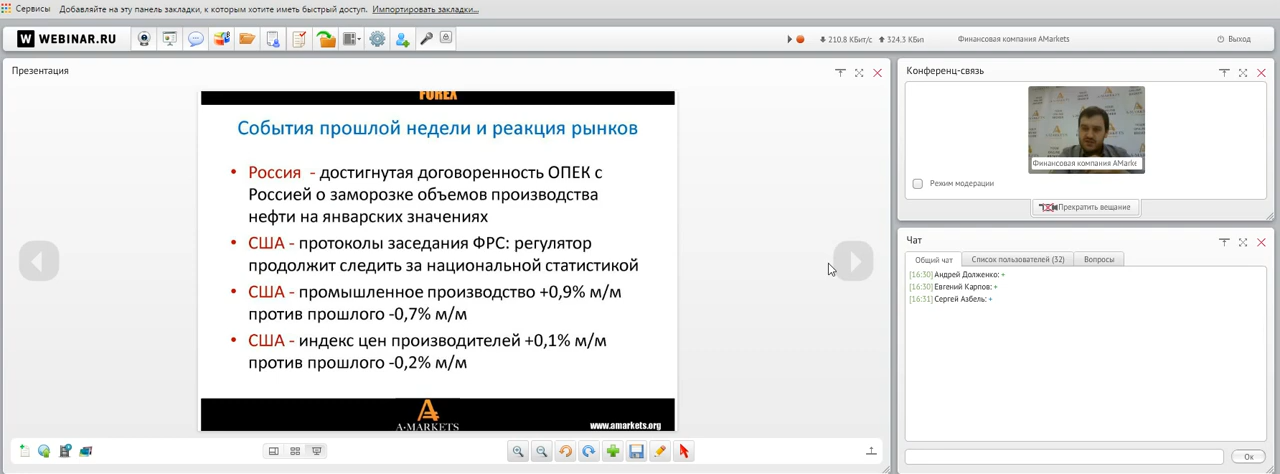 Сервисы Добавляйте на эту панель закладки, к которым хотите иметь быстрый доступ. Импортировать закладки...
W WEBINAR.RU
210.8 КБит/с 324.3 КБит
Финансовая компания AMarkets
Выход
Презентация
FOREX
События прошлой недели и реакция рынков
• Россия - достигнутая договоренность ОПЕК с
Россией о заморозке объемов производства
нефти на январских значениях
• США - протоколы заседания ФРС: регулятор
продолжит следить за национальной статистикой
• США - промышленное производство +0,9% м/м
против прошлого -0,7% м/м
• США - индекс цен производителей +0,1% м/м
против прошлого -0,2% м/м
A-MARKETS
www.amarkets.org
Конференц-связь
Финансовая компания AMarke
Режим модерации
Прекратить вещание
Чат
Общий чат Список пользователей (32) Вопросы
[16:30] Андрей Долженко: +
[16:30] Евгений Карпов: +
[16:31] Сергей Азбель: +
Ок